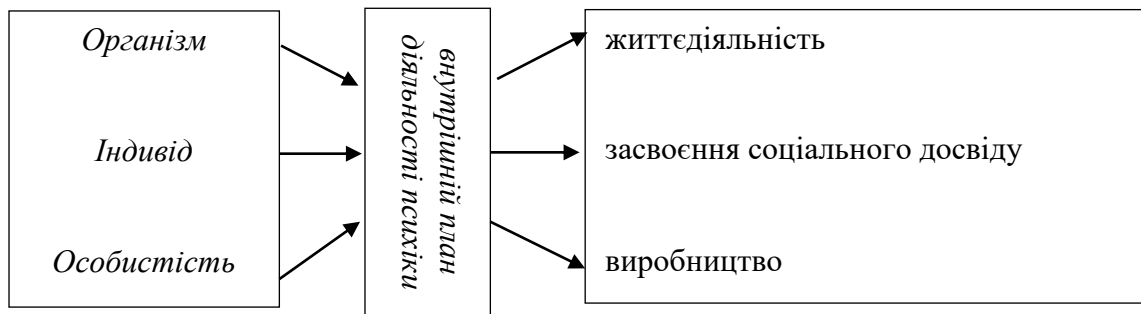 Організм
Індивід
Особистість
внутрішній план
діяльності психіки
життєдіяльність
засвоєння соціального досвіду
виробництво